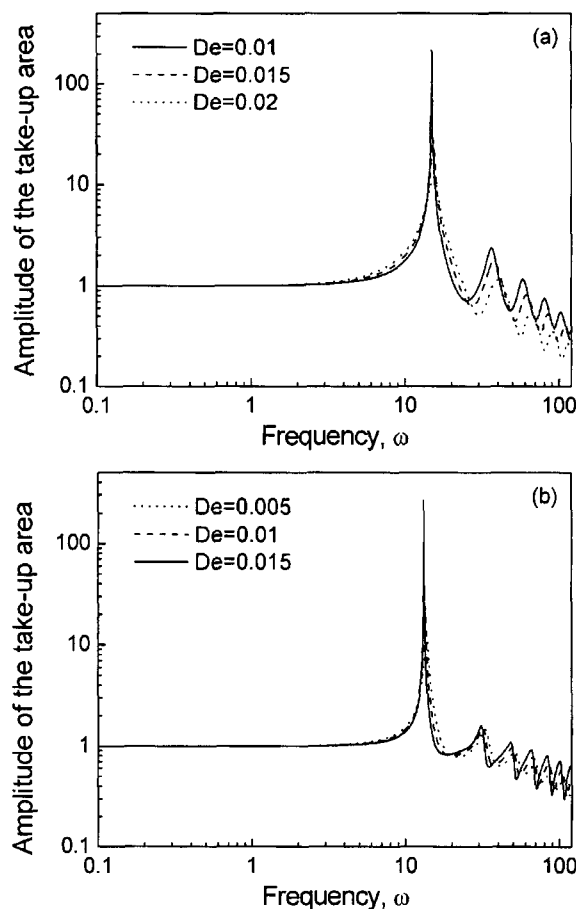 (a)
De=0.01
De=0.015
De=0.02
Amplitude of the take-up area
100
10
1
0.1
0.1 1 10 100
Frequency, ω
(b)
De=0.005
De=0.01
De=0.015
Amplitude of the take-up area
100
10
1
0.1
0.1 1 10 100
Frequency, ω